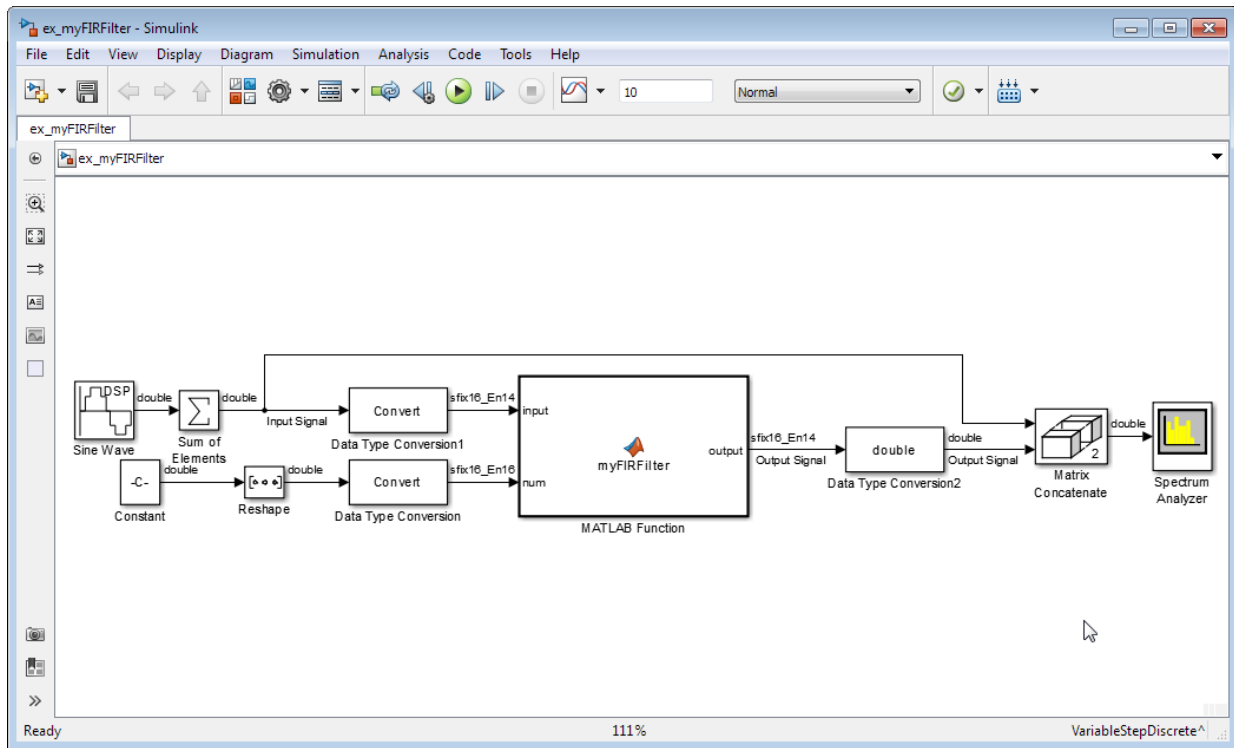 ex_myFIRFilter - Simulink
File Edit View Display Diagram Simulation Analysis Code Tools Help
10 Normal
ex_myFIRFilter
ex_myFIRFilter
DSP
double
Sine Wave
Sum of
Elements
double
Input Signal
Convert
Data Type Conversion1
sfix16_En14
-C-
Constant
double
Reshape
double
Convert
Data Type Conversion
sfix16_En16
input
num
myFIRFilter
output
MATLAB Function
sfix16_En14
Output Signal
double
Data Type Conversion2
double
Output Signal
2
Matrix
Concatenate
double
Spectrum
Analyzer
Ready 111% VariableStepDiscrete^